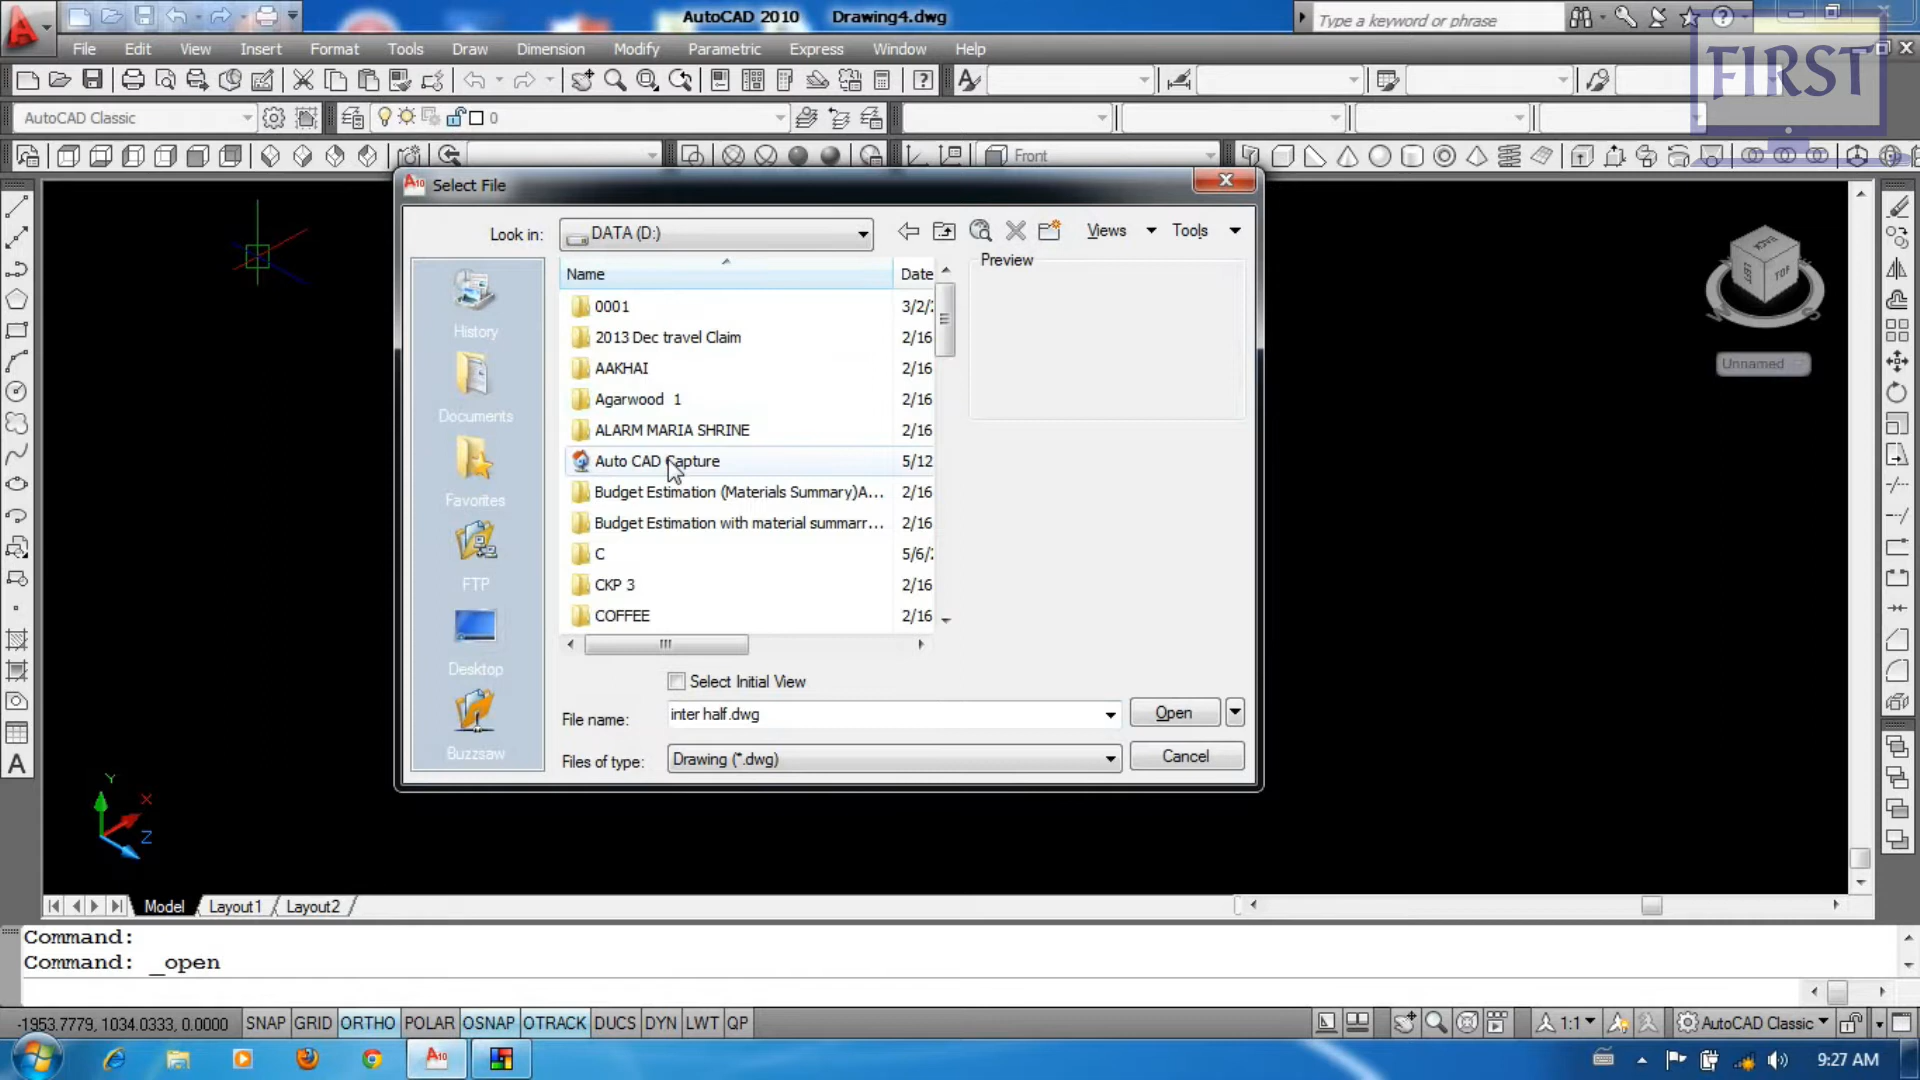 AutoCAD 2010 Drawing4.dwg
Type a keyword or phrase
File Edit View Insert Format Tools Draw Dimension Modify Parametric Express Window Help
FIRST
AutoCAD Classic
0
Front
A10 Select File
Look in: DATA (D:)
Views Tools
Name Date
Preview
0001 3/2/
2013 Dec travel Claim 2/16
AAKHAI 2/16
Agarwood 1 2/16
ALARM MARIA SHRINE 2/16
Auto CAD Capture 5/12
Budget Estimation (Materials Summary)A... 2/16
Budget Estimation with material summarr... 2/16
C 5/6/
CKP 3 2/16
COFFEE 2/16
History
Documents
Favorites
FTP
Desktop
Buzzsaw
Select Initial View
File name: inter half.dwg Open
Files of type: Drawing (*.dwg) Cancel
TOP
W S
Unnamed
Y X
Z
A
Model Layout1 Layout2
Command:
Command: _open
-1953.7779, 1034.0333, 0.0000 SNAP GRID ORTHO POLAR OSNAP OTRACK DUCS DYN LWT QP 1:1 AutoCAD Classic
A10 9:27 AM